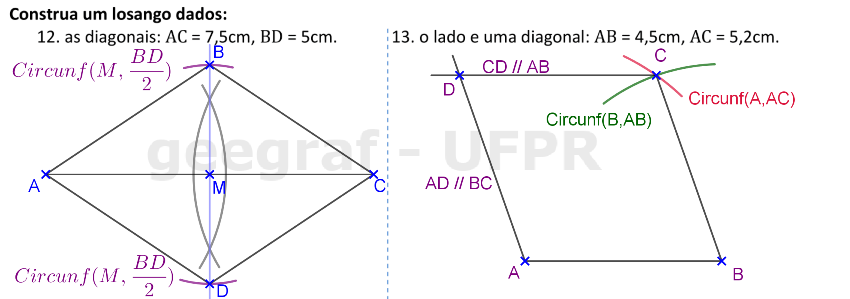 Construa um losango dados:
12. as diagonais: AC = 7,5cm, BD = 5cm.
B
Circunf(M, BD/2)
A
M
C
Circunf(M, BD/2)
D
13. o lado e uma diagonal: AB = 4,5cm, AC = 5,2cm.
C
CD // AB
D
Circunf(A,AC)
Circunf(B,AB)
AD // BC
A
B
geegraf - UFPR